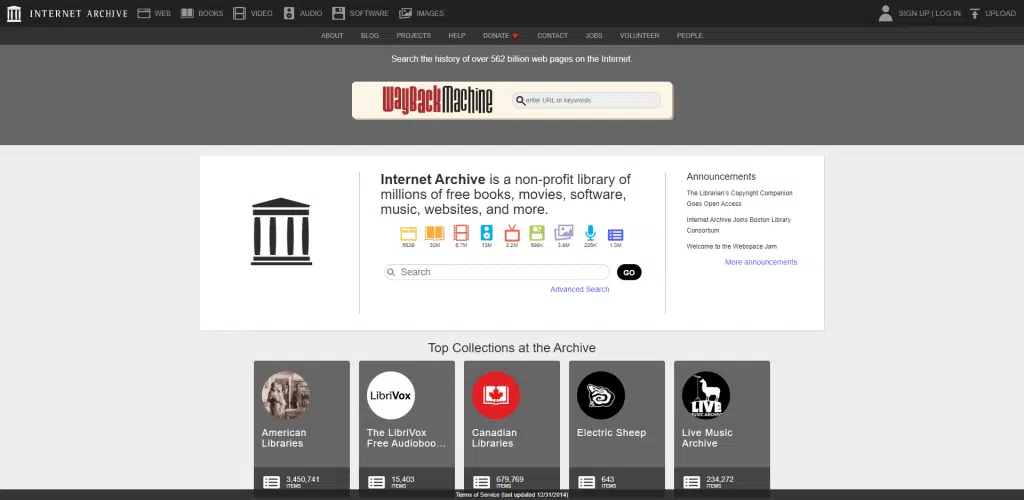 INTERNET ARCHIVE
WEB
BOOKS
VIDEO
AUDIO
SOFTWARE
IMAGES
SIGN UP | LOG IN
UPLOAD
ABOUT
BLOG
PROJECTS
HELP
DONATE
CONTACT
JOBS
VOLUNTEER
PEOPLE
Search the history of over 562 billion web pages on the Internet.
WayBackMachine
enter URL or keywords
Internet Archive is a non-profit library of
millions of free books, movies, software,
music, websites, and more.
562B
30M
6.7M
13M
2.2M
3.9M
226K
1.0M
Search
GO
Advanced Search
Announcements
The Librarian's Copyright Companion
Goes Open Access
Internet Archive Joins Boston Library
Consortium
Welcome to the Webspace Jam
More announcements
Top Collections at the Archive
American
Libraries
3,450,741
ITEMS
LibriVox
The LibriVox
Free Audioboo...
15,403
ITEMS
Canadian
Libraries
679,769
ITEMS
Electric Sheep
643
ITEMS
LIVE
MUSIC ARCHIVE
Live Music
Archive
234,272
ITEMS
Terms of Service (last updated 12/31/2014)